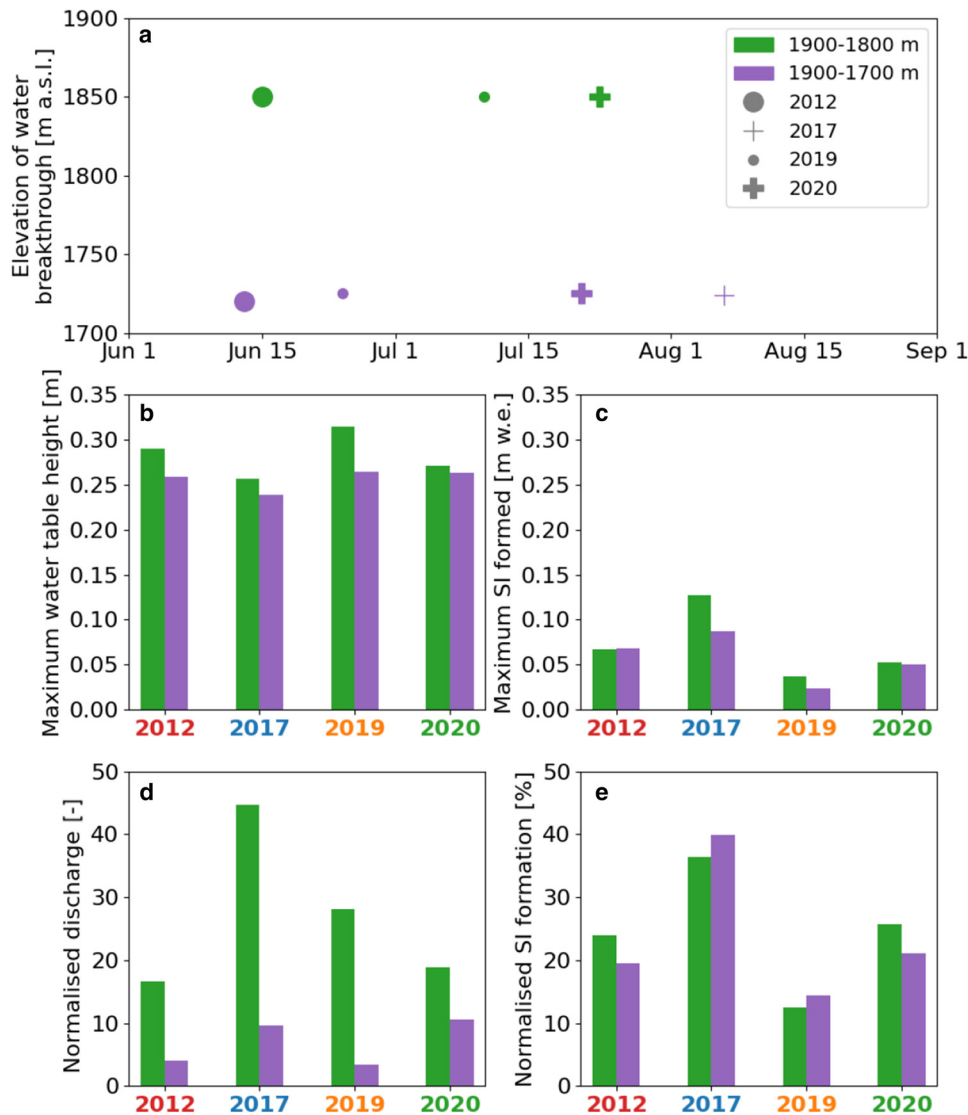 a
Elevation of water
breakthrough [m a.s.l.]
1900
1850
1800
1750
1700
Jun 1
Jun 15
Jul 1
Jul 15
Aug 1
Aug 15
Sep 1
1900-1800 m
1900-1700 m
2012
2017
2019
2020
b
Maximum water table height [m]
0.35
0.30
0.25
0.20
0.15
0.10
0.05
0.00
2012
2017
2019
2020
c
Maximum SI formed [m w.e.]
0.35
0.30
0.25
0.20
0.15
0.10
0.05
0.00
2012
2017
2019
2020
d
Normalised discharge [-]
50
40
30
20
10
0
2012
2017
2019
2020
e
Normalised SI formation [%]
50
40
30
20
10
0
2012
2017
2019
2020